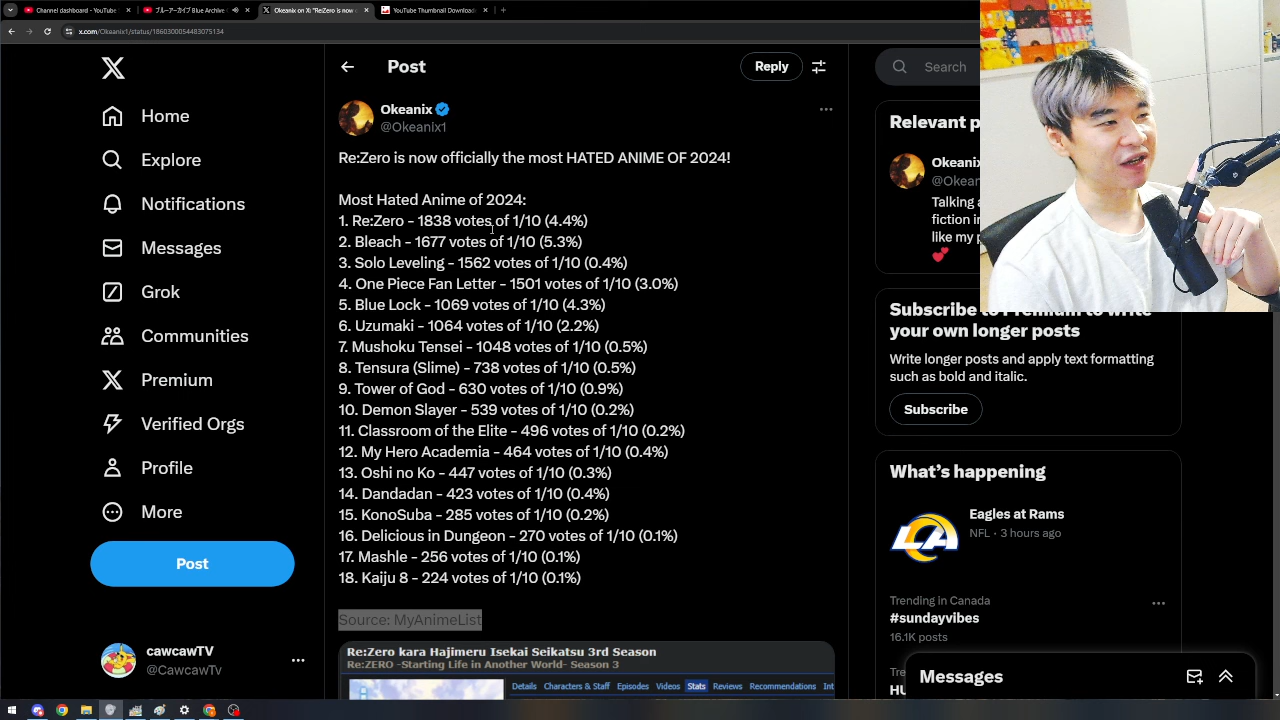 Channel dashboard - YouTube
ブルーアーカイブ Blue Archive
Okeanix on X: "Re:Zero is now
YouTube Thumbnail Download
x.com/Okeanix1/status/1860300054483075134
Home
Explore
Notifications
Messages
Grok
Communities
Premium
Verified Orgs
Profile
More
Post
cawcawTV
@CawcawTv
Post
Reply
Okeanix
@Okeanix1
Re:Zero is now officially the most HATED ANIME OF 2024!
Most Hated Anime of 2024:
1. Re:Zero - 1838 votes of 1/10 (4.4%)
2. Bleach - 1677 votes of 1/10 (5.3%)
3. Solo Leveling - 1562 votes of 1/10 (0.4%)
4. One Piece Fan Letter - 1501 votes of 1/10 (3.0%)
5. Blue Lock - 1069 votes of 1/10 (4.3%)
6. Uzumaki - 1064 votes of 1/10 (2.2%)
7. Mushoku Tensei - 1048 votes of 1/10 (0.5%)
8. Tensura (Slime) - 738 votes of 1/10 (0.5%)
9. Tower of God - 630 votes of 1/10 (0.9%)
10. Demon Slayer - 539 votes of 1/10 (0.2%)
11. Classroom of the Elite - 496 votes of 1/10 (0.2%)
12. My Hero Academia - 464 votes of 1/10 (0.4%)
13. Oshi no Ko - 447 votes of 1/10 (0.3%)
14. Dandadan - 423 votes of 1/10 (0.4%)
15. KonoSuba - 285 votes of 1/10 (0.2%)
16. Delicious in Dungeon - 270 votes of 1/10 (0.1%)
17. Mashle - 256 votes of 1/10 (0.1%)
18. Kaiju 8 - 224 votes of 1/10 (0.1%)
Source: MyAnimeList
Re:Zero kara Hajimeru Isekai Seikatsu 3rd Season
Re:ZERO -Starting Life in Another World- Season 3
Details Characters & Staff Episodes Videos Stats Reviews Recommendations Int
Search
Relevant p
Okeanix
@Okean
Talking a
fiction in
like my p
Subscribe to Premium to write
your own longer posts
Write longer posts and apply text formatting
such as bold and italic.
Subscribe
What's happening
Eagles at Rams
NFL · 3 hours ago
Trending in Canada
#sundayvibes
16.1K posts
Tre
HU
Messages